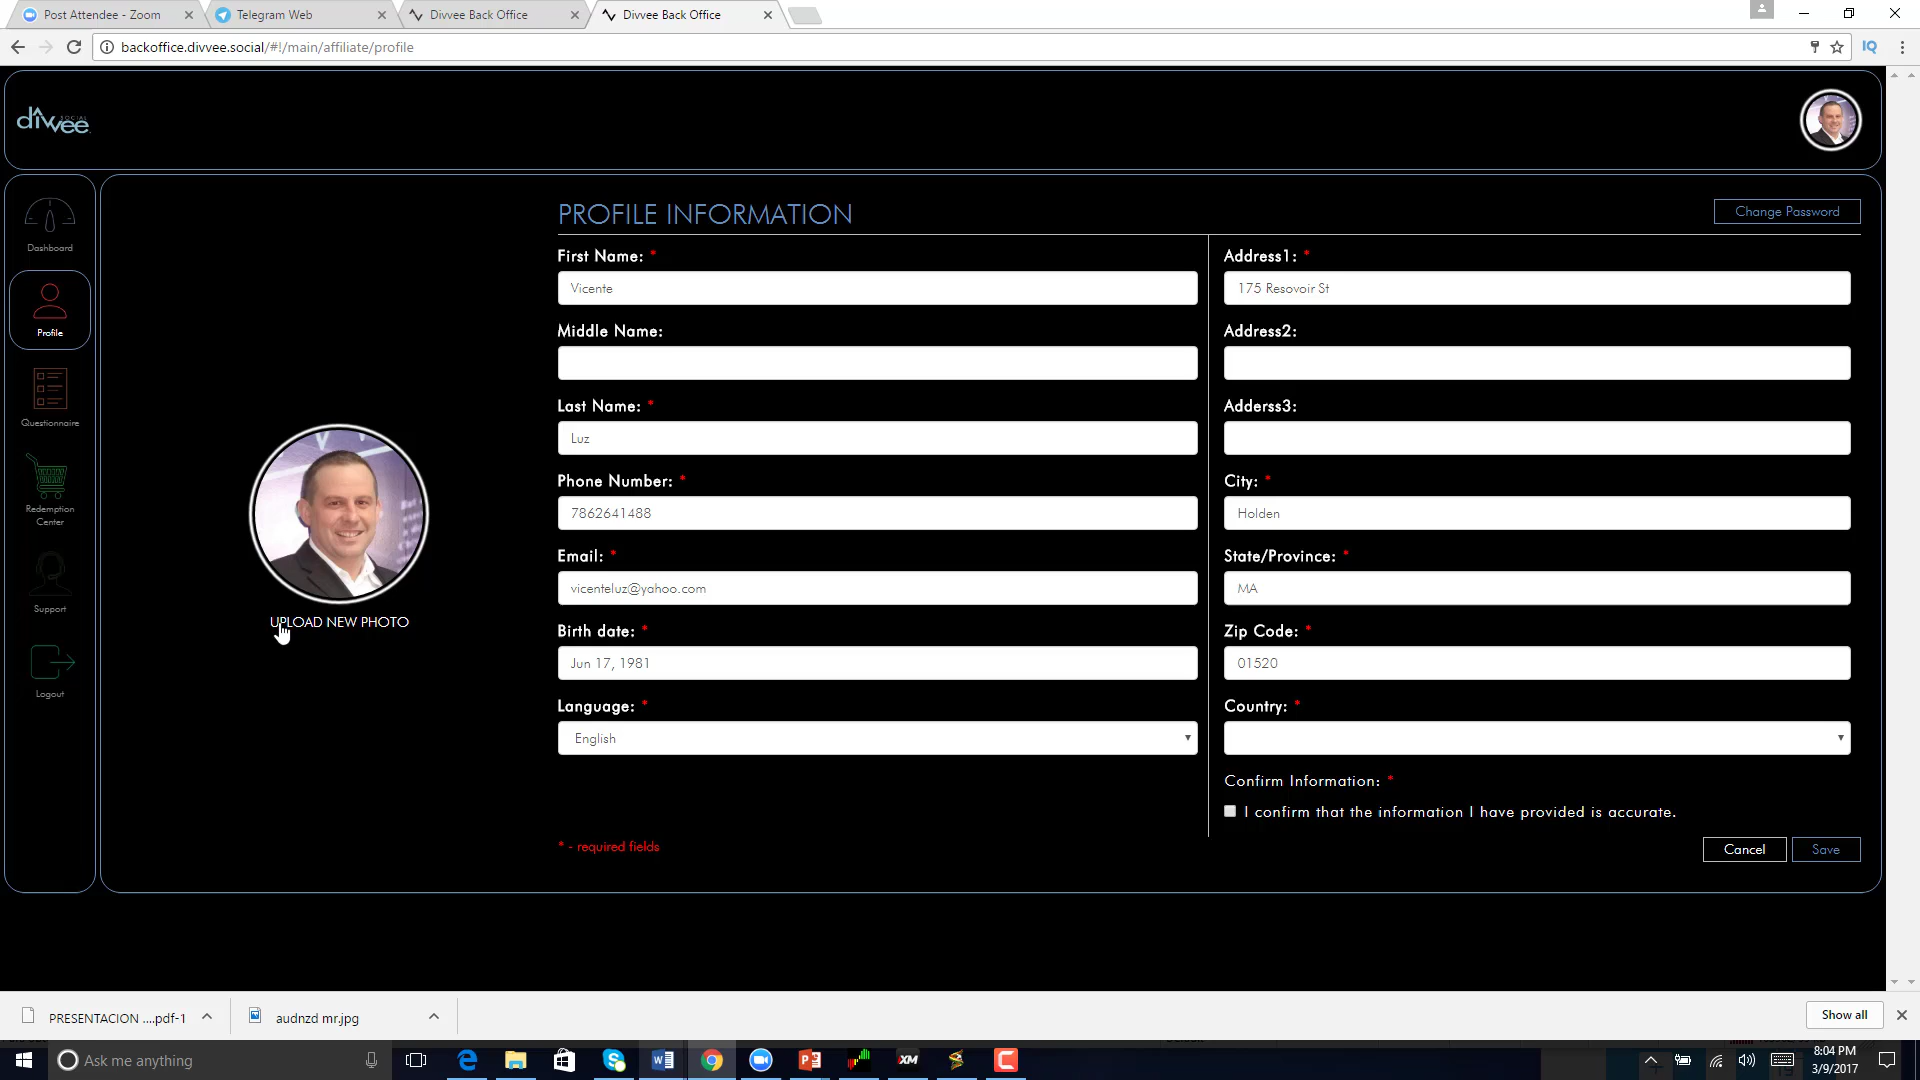 Post Attendee - Zoom
Telegram Web
Divvee Back Office
Divvee Back Office
backoffice.divvee.social/#!/main/affiliate/profile
IQ
divvee
SOCIAL
Dashboard
Profile
Questionnaire
Redemption
Center
Support
Logout
UPLOAD NEW PHOTO
PROFILE INFORMATION
Change Password
First Name: *
Vicente
Middle Name:
Last Name: *
Luz
Phone Number: *
7862641488
Email: *
vicenteluz@yahoo.com
Birth date: *
Jun 17, 1981
Language: *
English
* - required fields
Address1: *
175 Resovoir St
Address2:
Adderss3:
City: *
Holden
State/Province: *
MA
Zip Code: *
01520
Country: *
Confirm Information: *
I confirm that the information I have provided is accurate.
Cancel
Save
PRESENTACION ....pdf-1
audnzd mr.jpg
Show all
Ask me anything
XM
8:04 PM
3/9/2017